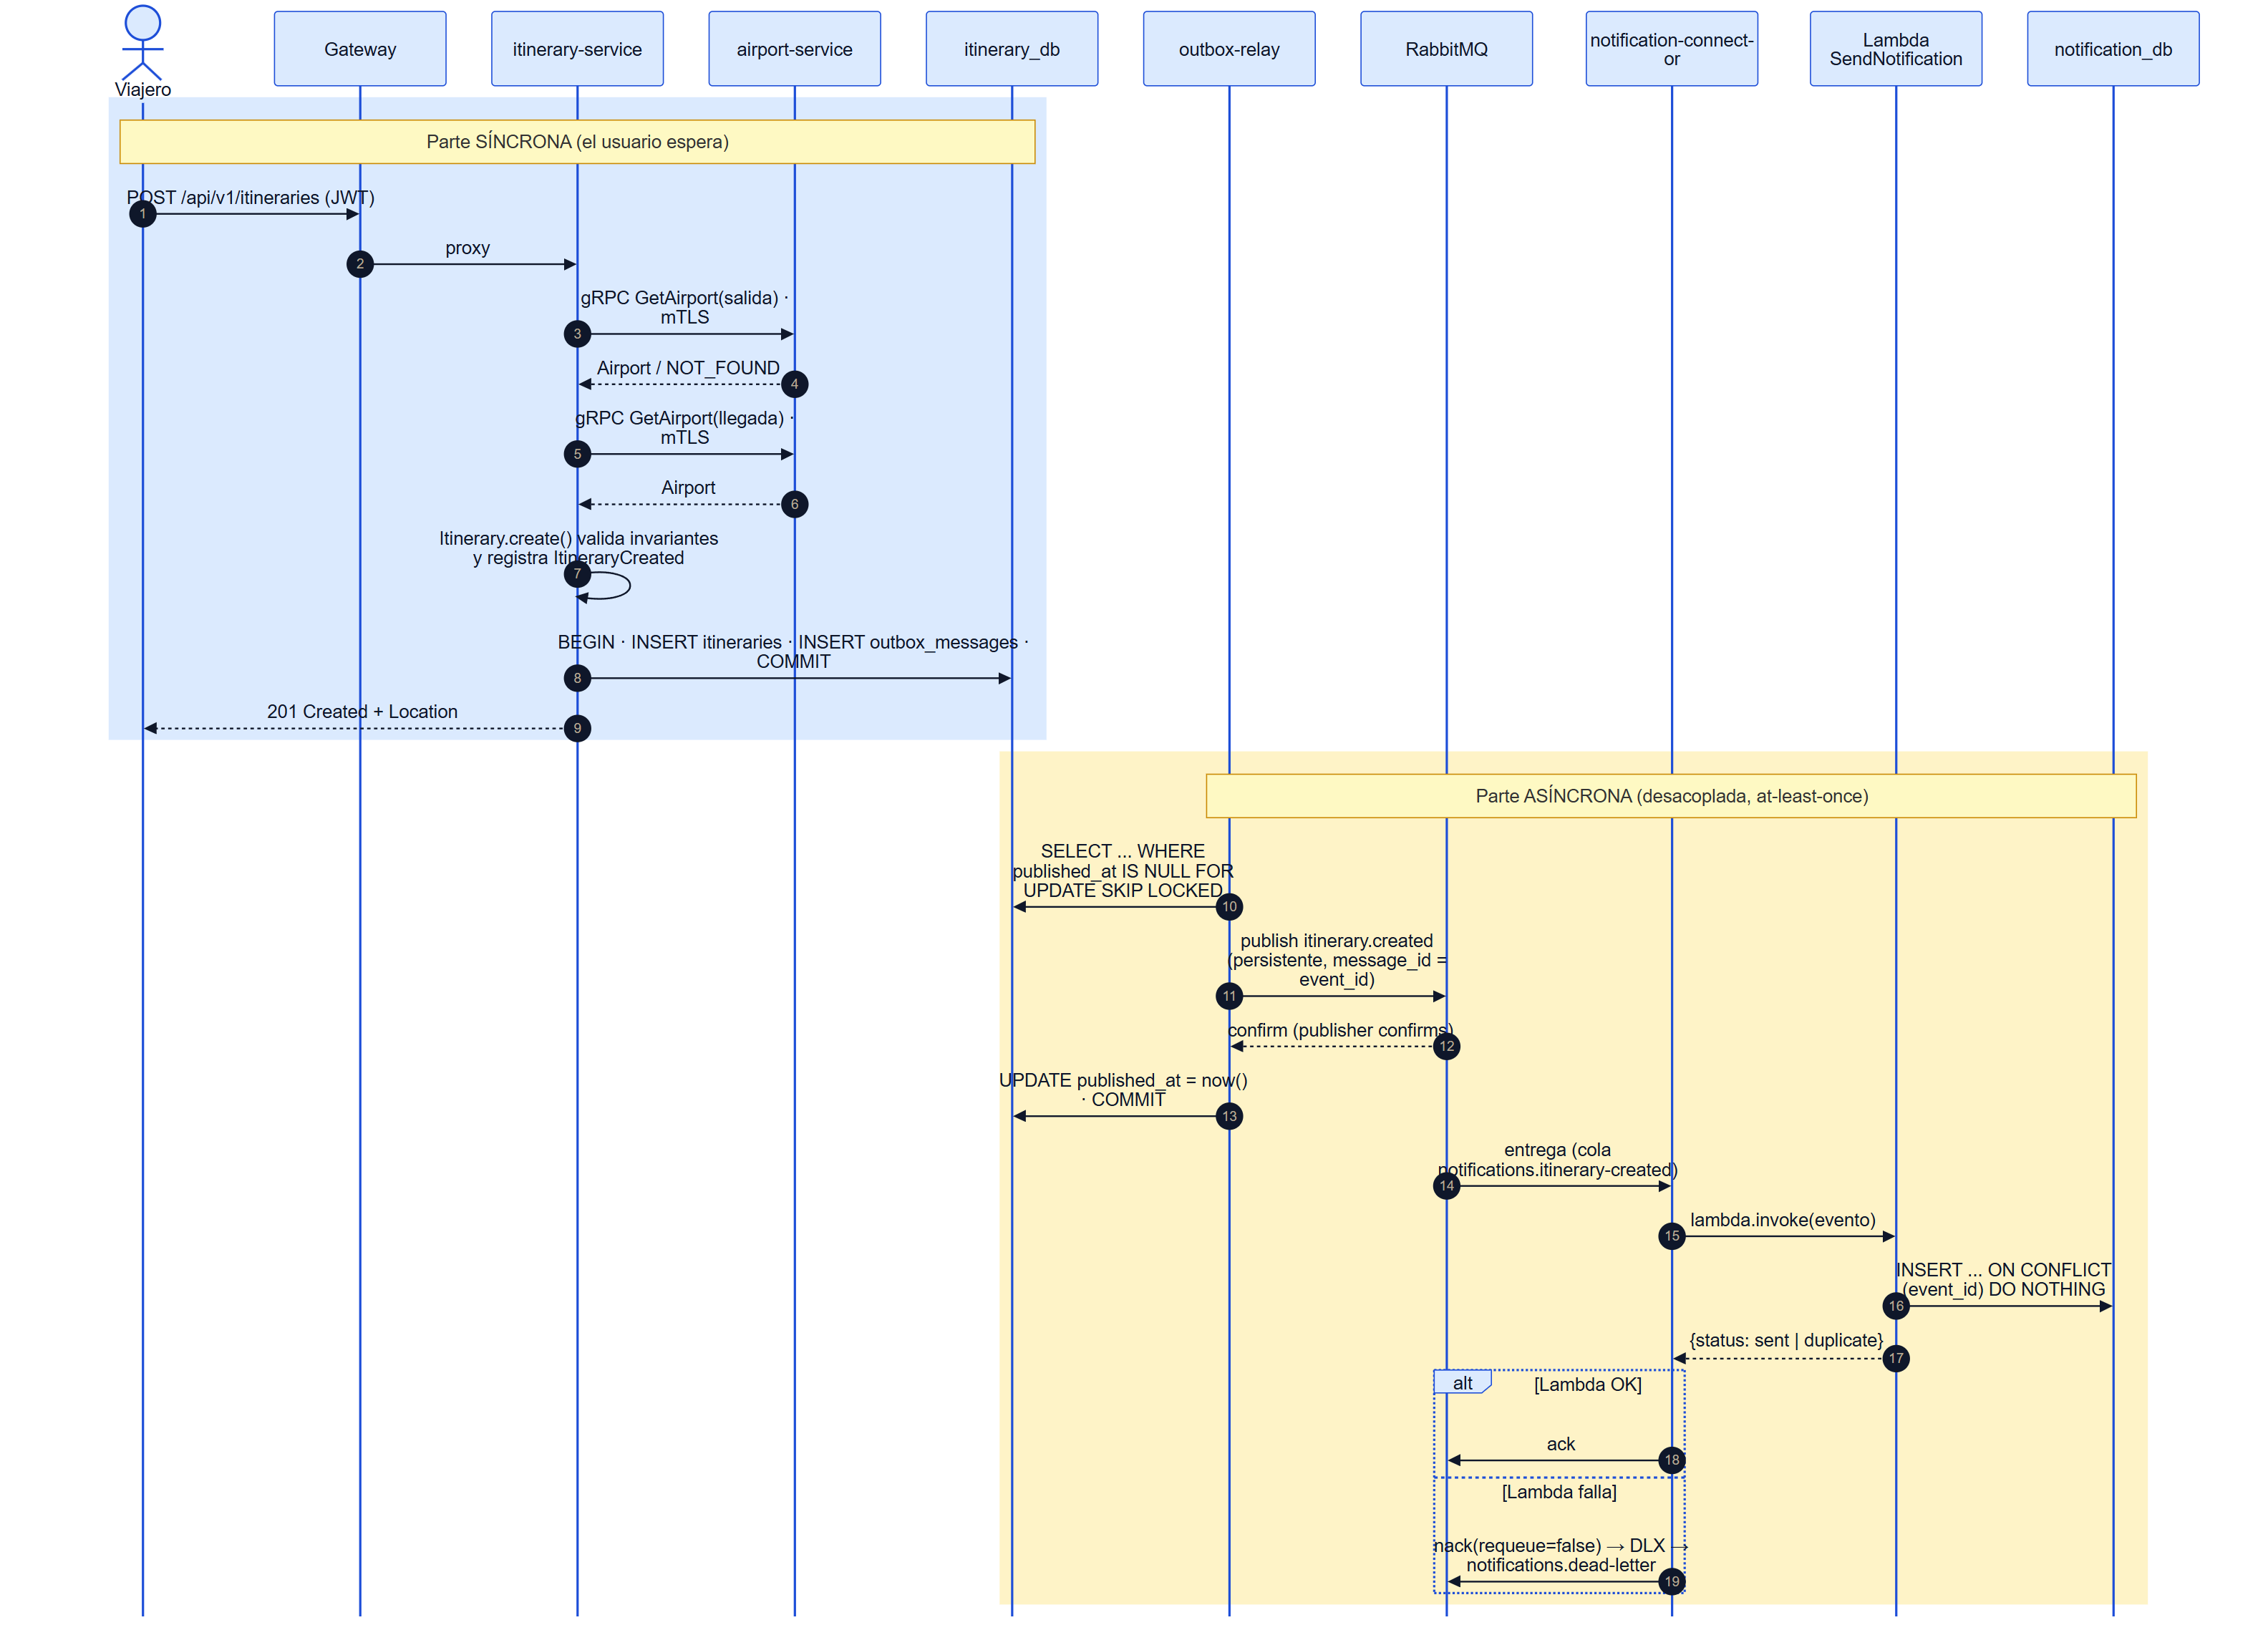 Viajero
Gateway
itinerary-service
airport-service
itinerary_db
outbox-relay
RabbitMQ
notification-connect-
or
Lambda
SendNotification
notification_db
Parte SÍNCRONA (el usuario espera)
POST /api/v1/itineraries (JWT)
1
proxy
2
gRPC GetAirport(salida) ·
mTLS
3
Airport / NOT_FOUND
4
gRPC GetAirport(llegada) ·
mTLS
5
Airport
6
Itinerary.create() valida invariantes
y registra ItineraryCreated
7
BEGIN · INSERT itineraries · INSERT outbox_messages ·
COMMIT
8
201 Created + Location
9
Parte ASÍNCRONA (desacoplada, at-least-once)
SELECT ... WHERE
published_at IS NULL FOR
UPDATE SKIP LOCKED
10
publish itinerary.created
(persistente, message_id =
event_id)
11
confirm (publisher confirms)
12
UPDATE published_at = now()
· COMMIT
13
entrega (cola
notifications.itinerary-created)
14
lambda.invoke(evento)
15
INSERT ... ON CONFLICT
(event_id) DO NOTHING
16
{status: sent | duplicate}
17
alt
[Lambda OK]
ack
18
[Lambda falla]
nack(requeue=false) → DLX →
notifications.dead-letter
19